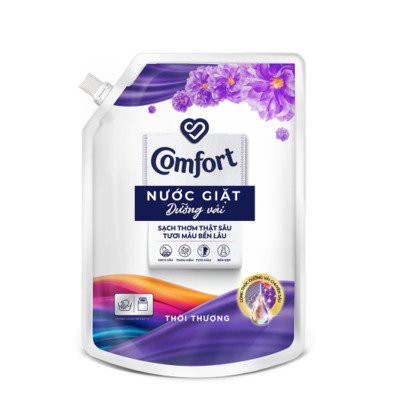 Comfort
NƯỚC GIẶT
Dưỡng vải
SẠCH THƠM THẬT SÂU
TƯƠI MÀU BỀN LÂU
THỜI THƯỢNG